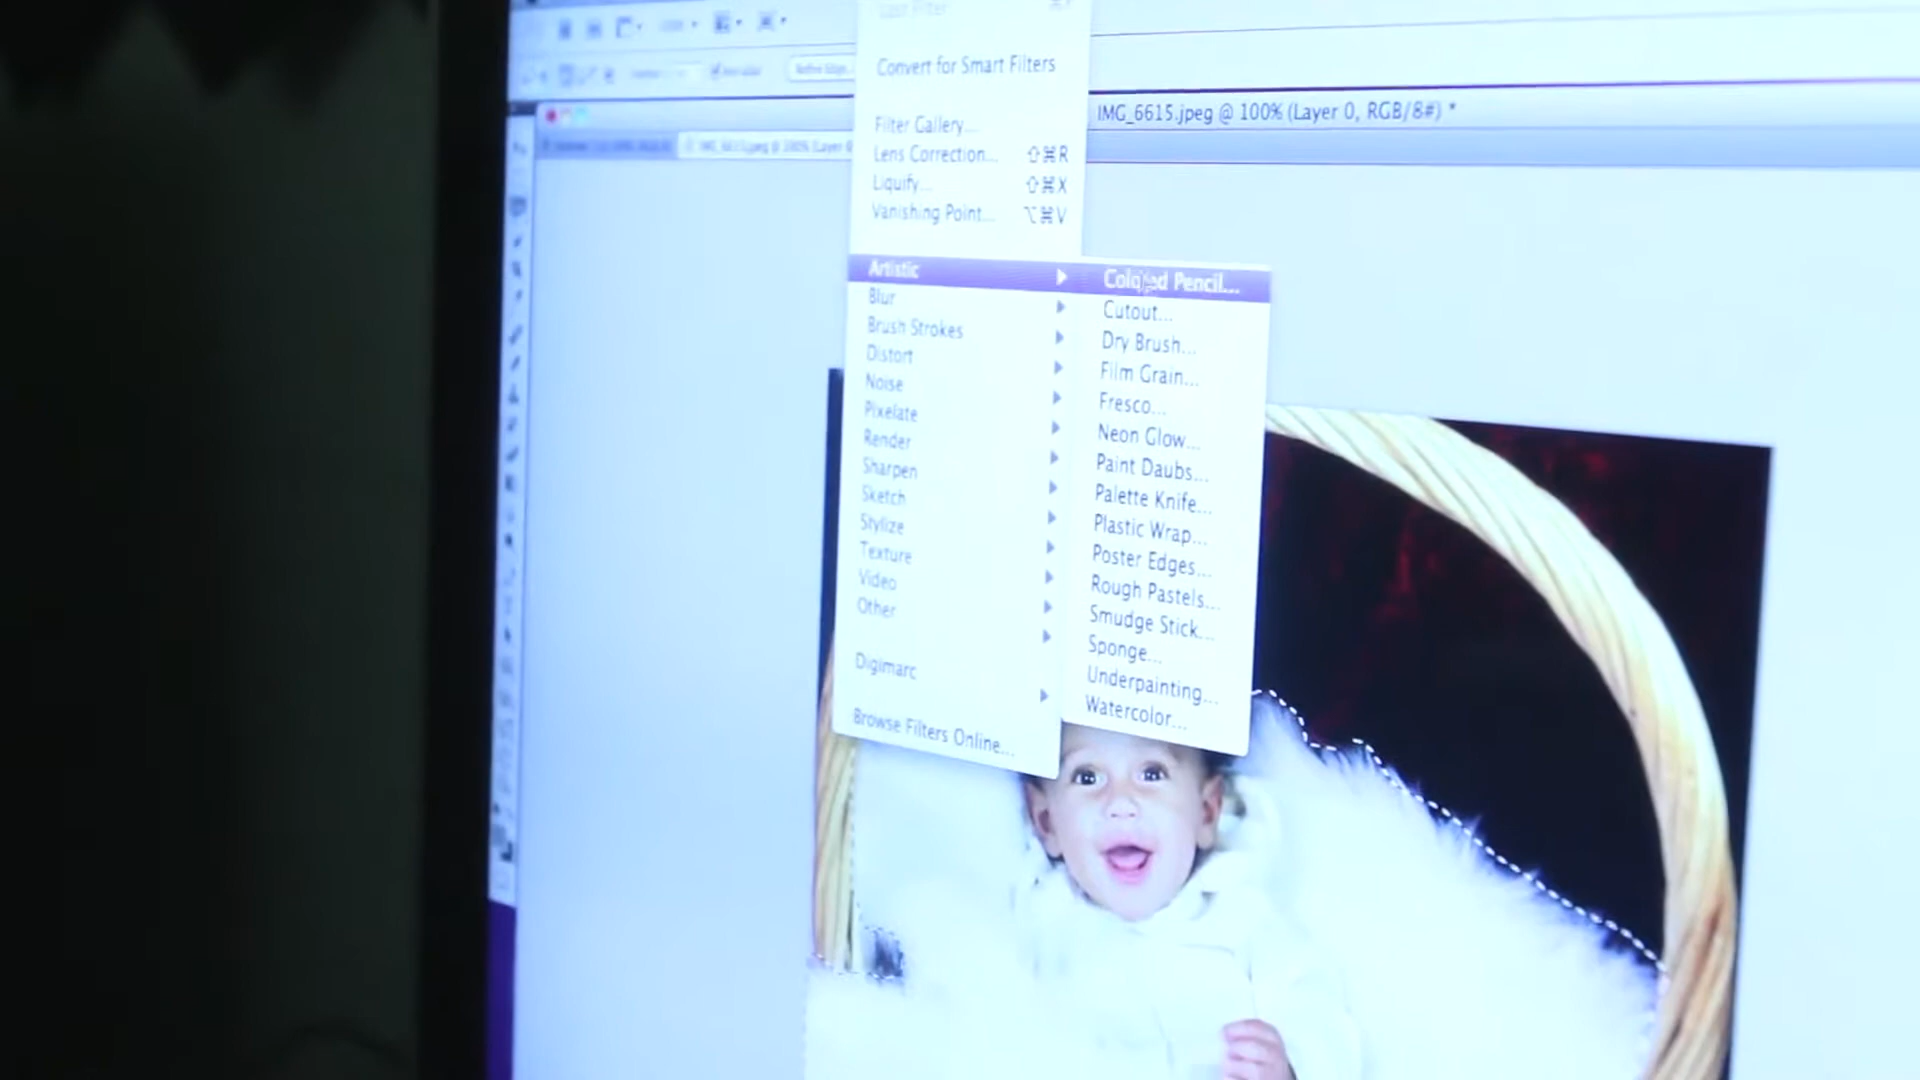 Last Filter
Convert for Smart Filters
IMG_6615.jpeg @ 100% (Layer 0, RGB/8#) *
Filter Gallery...
Lens Correction... ⇧⌘R
Liquify... ⇧⌘X
Vanishing Point... ⌥⌘V
Artistic
Blur
Brush Strokes
Distort
Noise
Pixelate
Render
Sharpen
Sketch
Stylize
Texture
Video
Other
Digimarc
Browse Filters Online...
Colored Pencil...
Cutout...
Dry Brush...
Film Grain...
Fresco...
Neon Glow...
Paint Daubs...
Palette Knife...
Plastic Wrap...
Poster Edges...
Rough Pastels...
Smudge Stick...
Sponge...
Underpainting...
Watercolor...